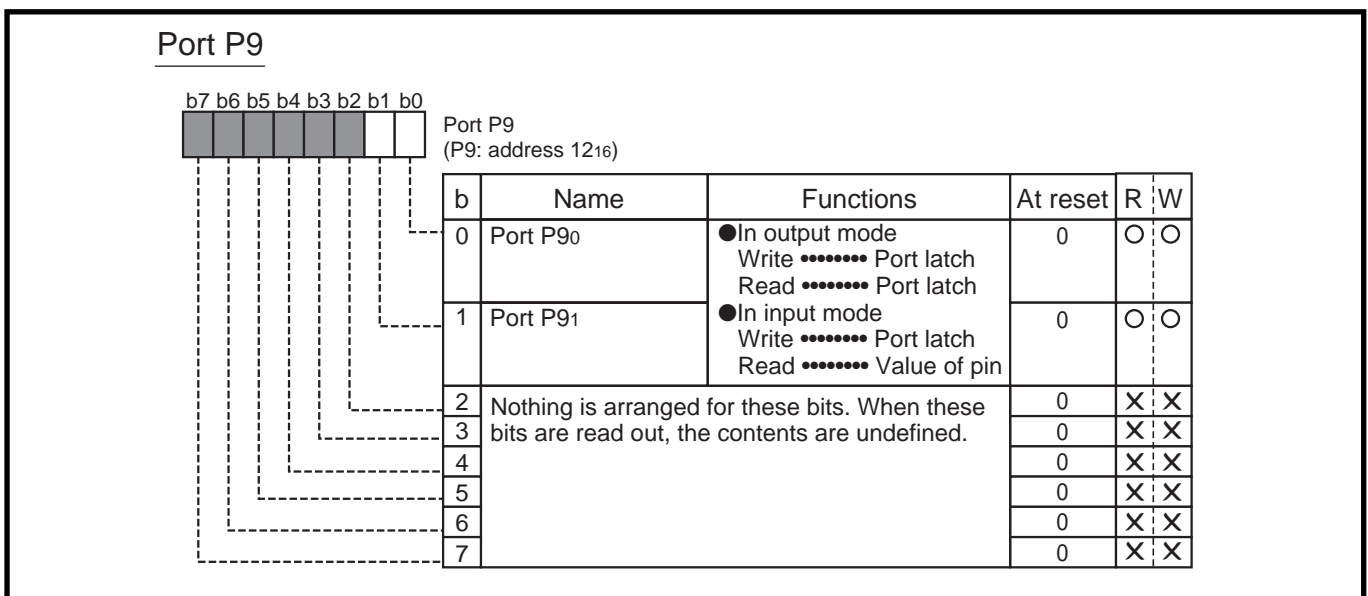 Port P9
b7 b6 b5 b4 b3 b2 b1 b0
Port P9
(P9: address 1216)
b Name Functions At reset R W
0 Port P90 ●In output mode 0 O O
Write •••••••• Port latch
Read •••••••• Port latch
1 Port P91 ●In input mode 0 O O
Write •••••••• Port latch
Read •••••••• Value of pin
2 Nothing is arranged for these bits. When these 0 X X
3 bits are read out, the contents are undefined. 0 X X
4 0 X X
5 0 X X
6 0 X X
7 0 X X